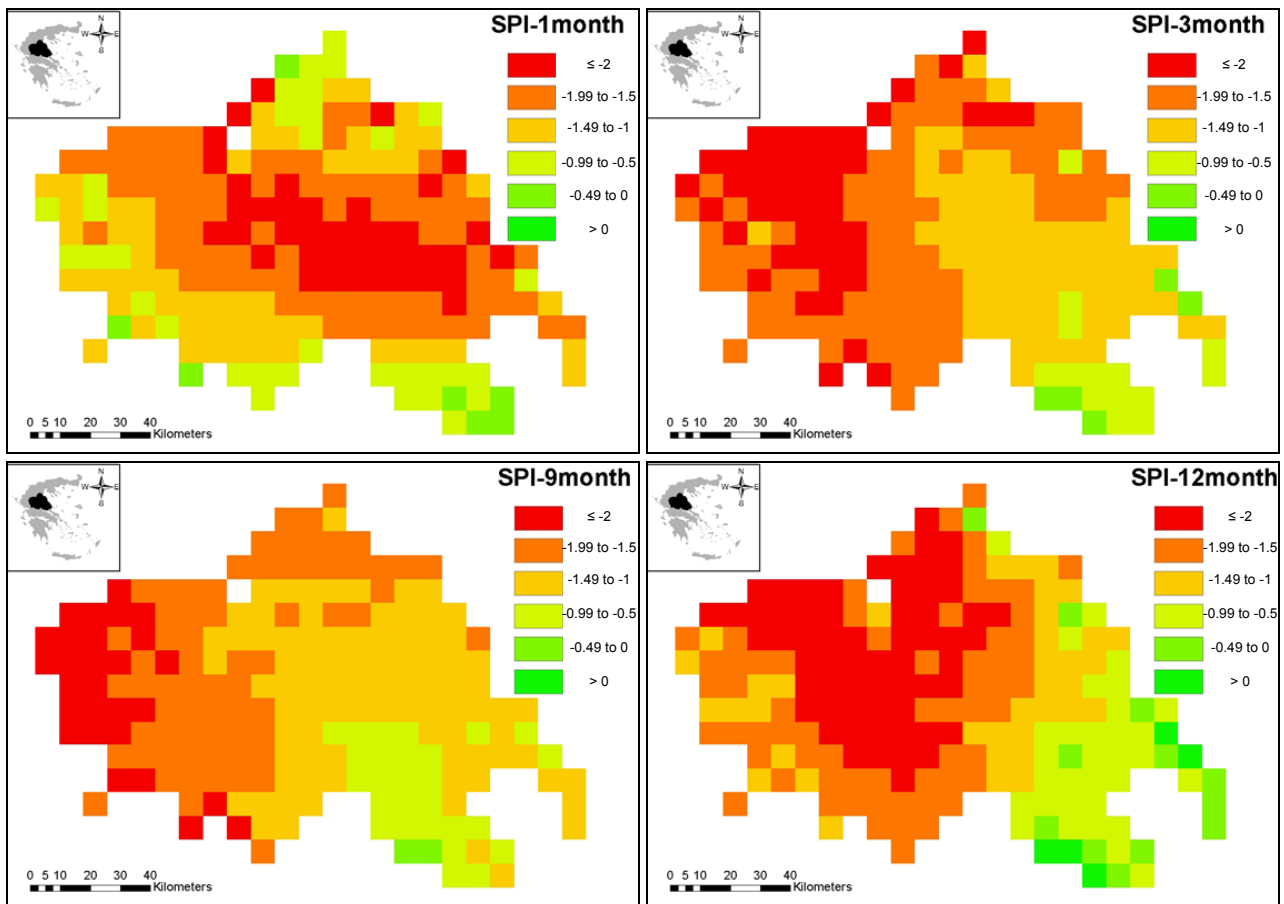 SPI-1month
N
W E
S
≤ -2
-1.99 to -1.5
-1.49 to -1
-0.99 to -0.5
-0.49 to 0
> 0
0 5 10 20 30 40
Kilometers
SPI-3month
N
W E
S
≤ -2
-1.99 to -1.5
-1.49 to -1
-0.99 to -0.5
-0.49 to 0
> 0
0 5 10 20 30 40
Kilometers
SPI-9month
N
W E
S
≤ -2
-1.99 to -1.5
-1.49 to -1
-0.99 to -0.5
-0.49 to 0
> 0
0 5 10 20 30 40
Kilometers
SPI-12month
N
W E
S
≤ -2
-1.99 to -1.5
-1.49 to -1
-0.99 to -0.5
-0.49 to 0
> 0
0 5 10 20 30 40
Kilometers